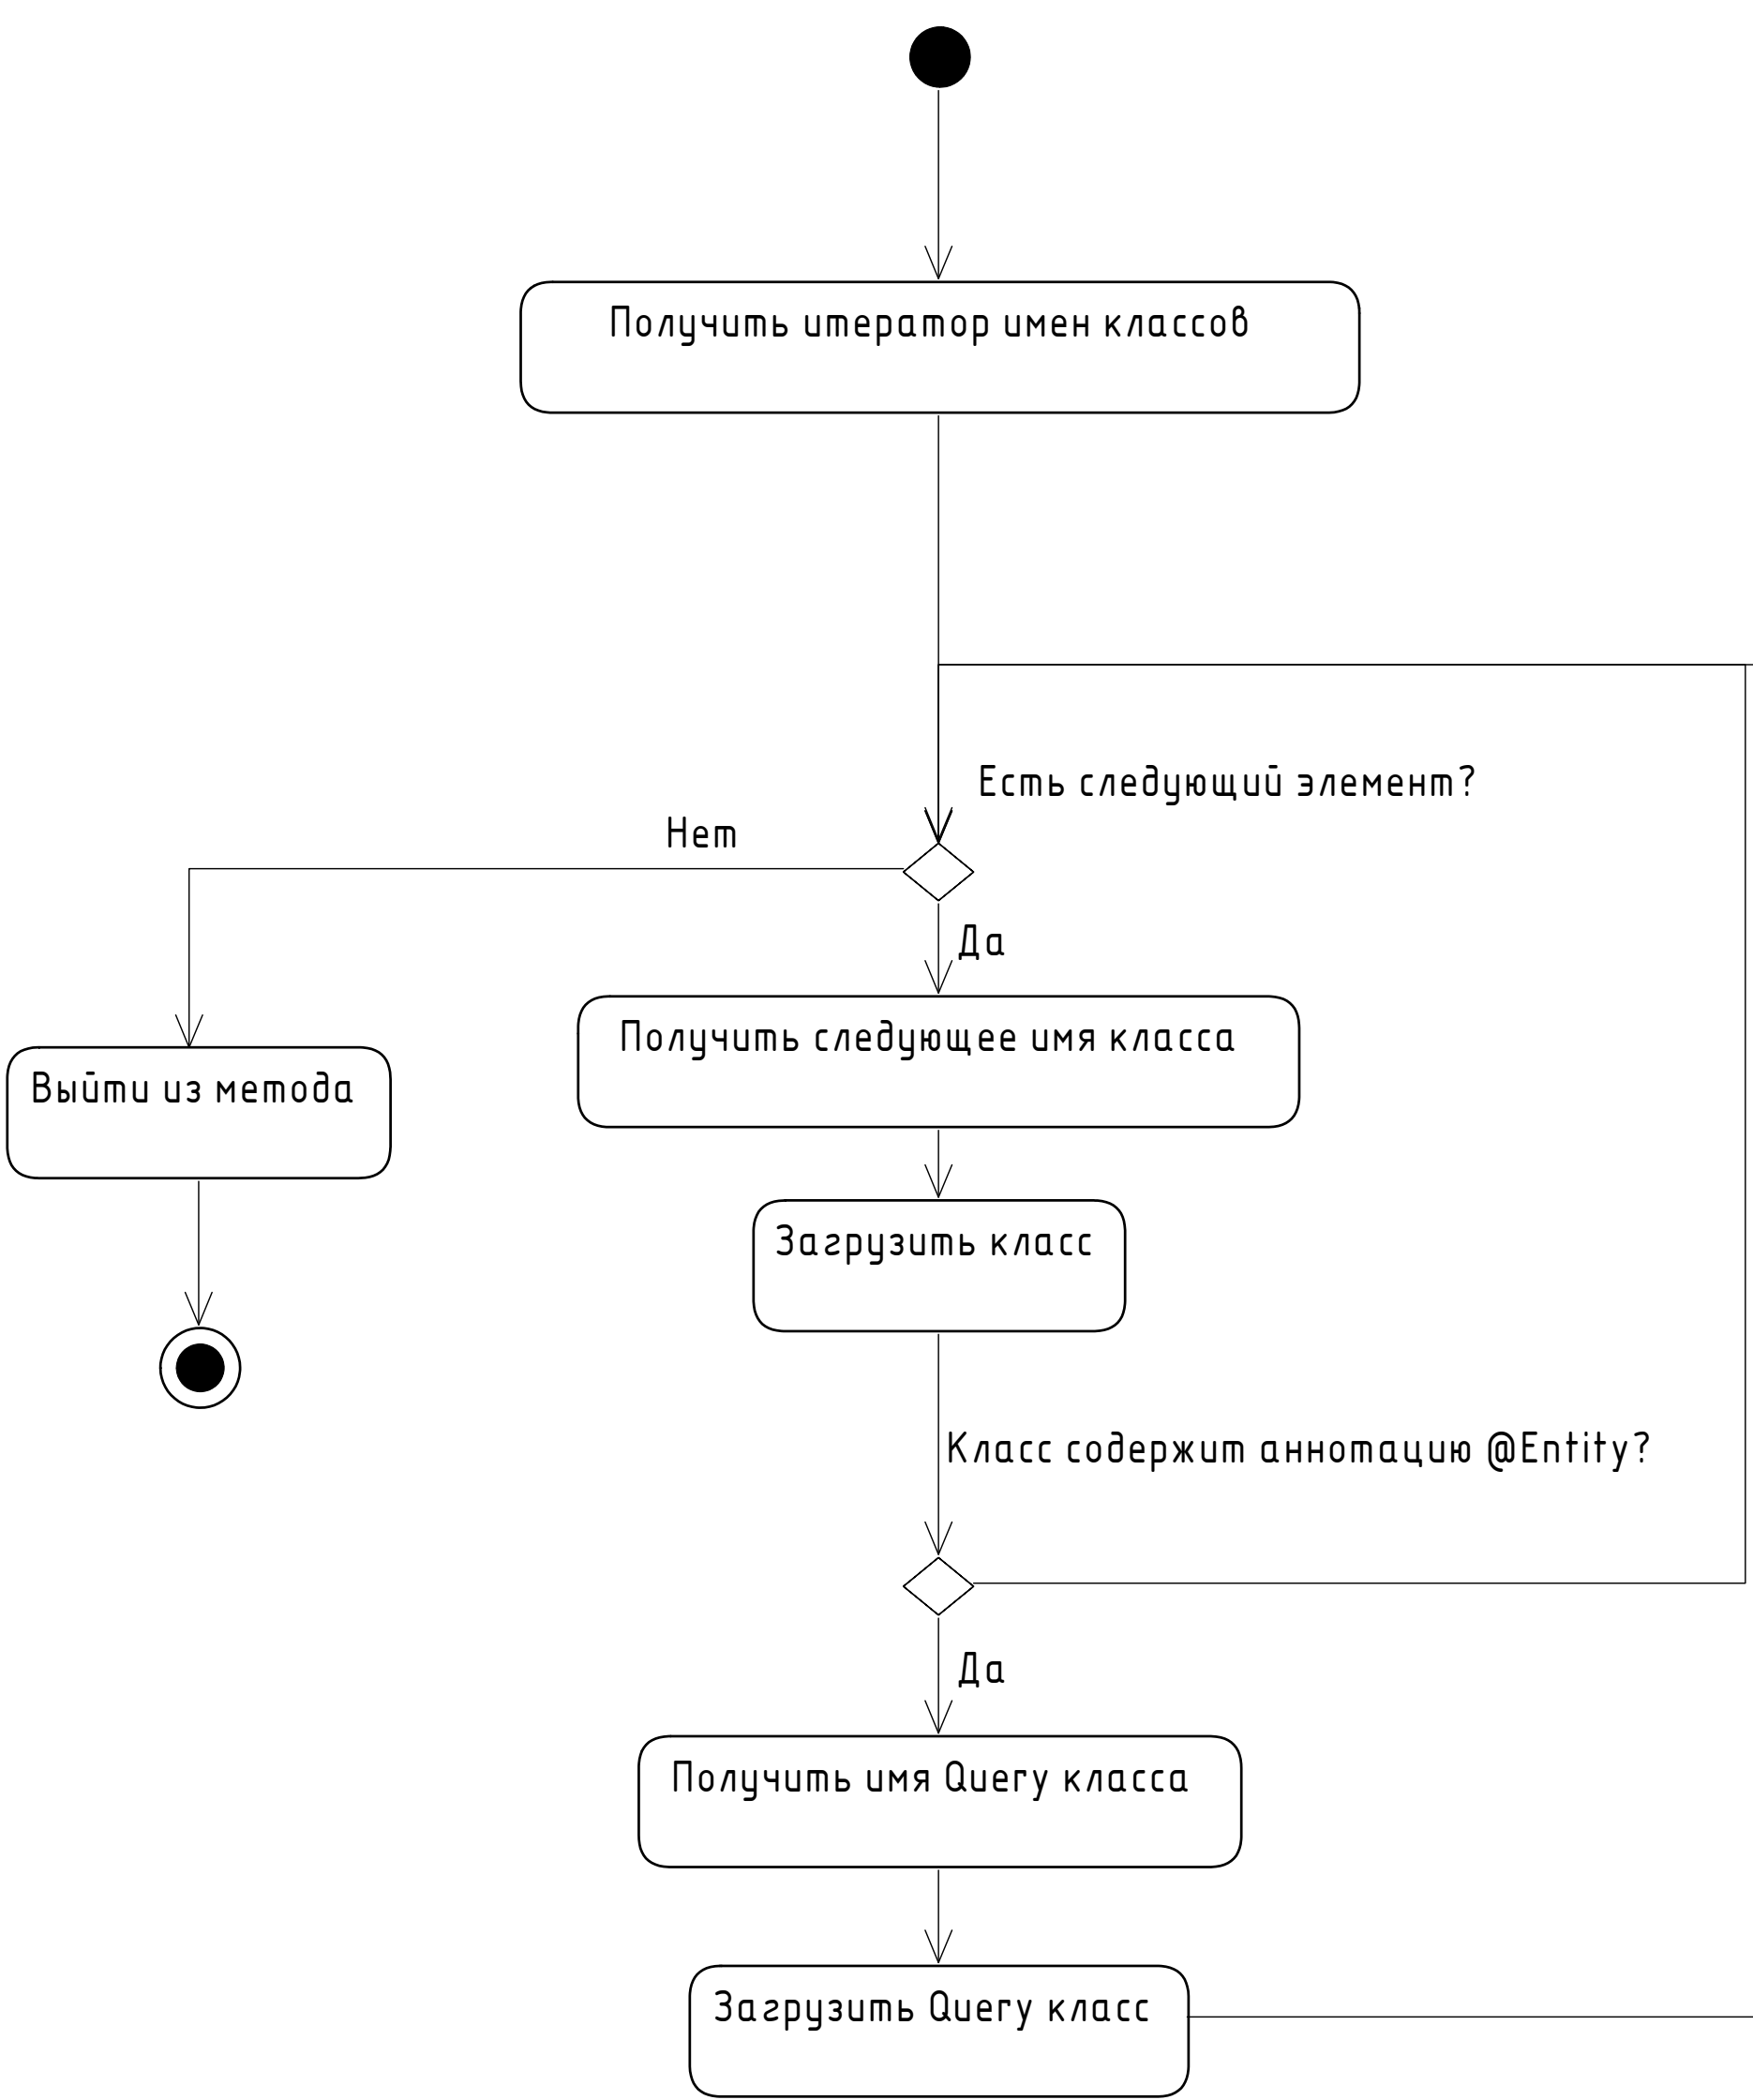 Получить итератор имен классов
Есть следующий элемент?
Нет
Да
Получить следующее имя класса
Выйти из метода
Загрузить класс
Класс содержит аннотацию @Entity?
Да
Получить имя Query класса
Загрузить Query класс